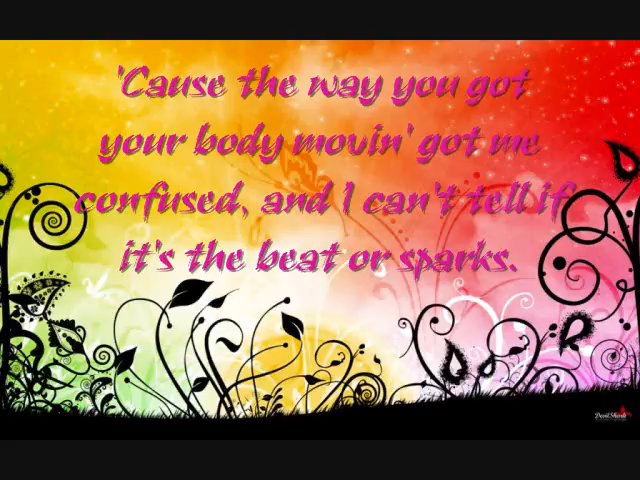 'Cause the way you got
your body movin' got me
confused, and I can't tell if
it's the beat or sparks.